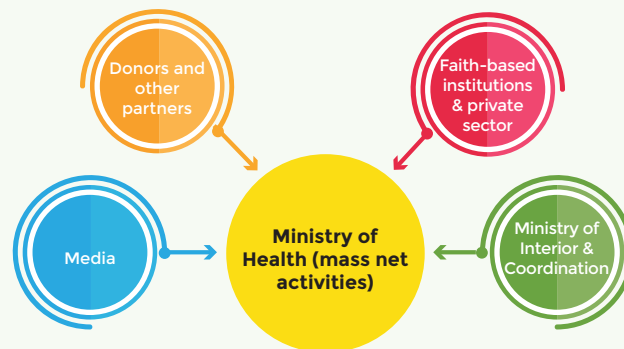 Donors and
other
partners
Faith-based
institutions
& private
sector
Media
Ministry of
Health (mass net
activities)
Ministry of
Interior &
Coordination